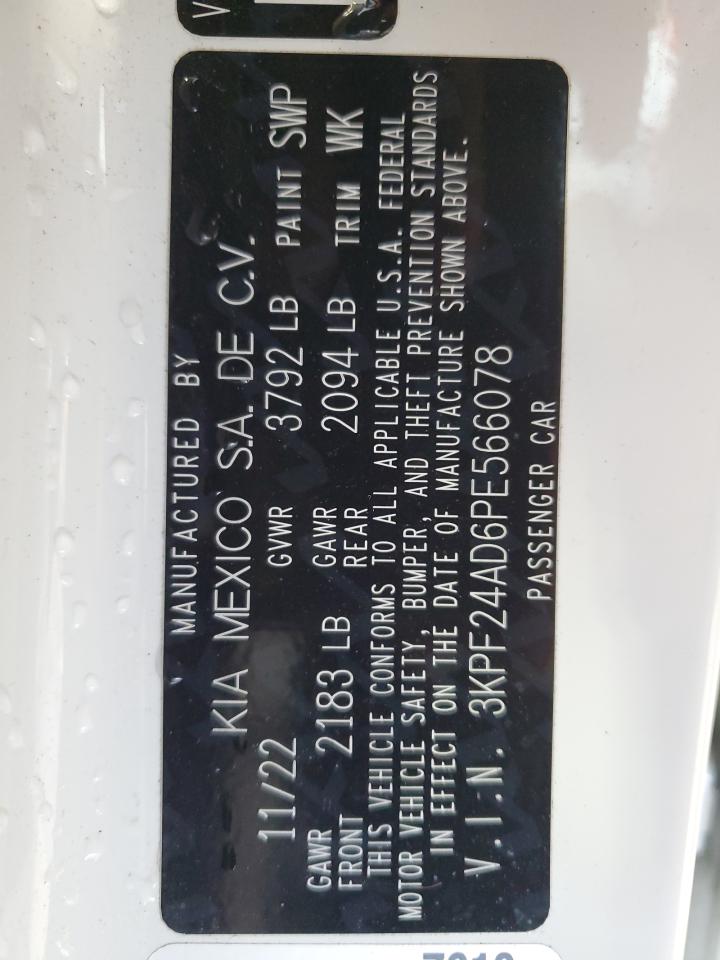 MANUFACTURED BY
KIA MEXICO S.A. DE C.V.
11/22 GVWR 3792 LB PAINT SWP
GAWR FRONT 2183 LB GAWR REAR 2094 LB TRIM WK
THIS VEHICLE CONFORMS TO ALL APPLICABLE U.S.A. FEDERAL
MOTOR VEHICLE SAFETY, BUMPER, AND THEFT PREVENTION STANDARDS
IN EFFECT ON THE DATE OF MANUFACTURE SHOWN ABOVE.
V.I.N. 3KPF24AD6PE566078
PASSENGER CAR